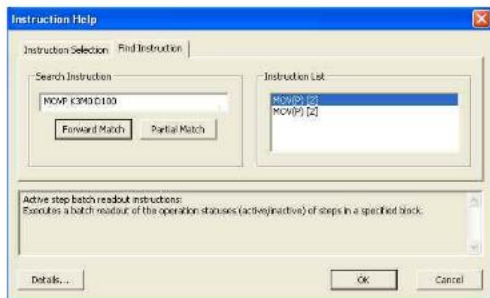 Instruction Help
Instruction Selection
Find Instruction
Search Instruction
MOVP K3M0 D100
Forward Match
Partial Match
Instruction List
MOV(P) [2]
MOV(P) [2]
Active step batch readout instructions:
Executes a batch readout of the operation statuses (active/inactive) of steps in a specified block.
Details...
OK
Cancel